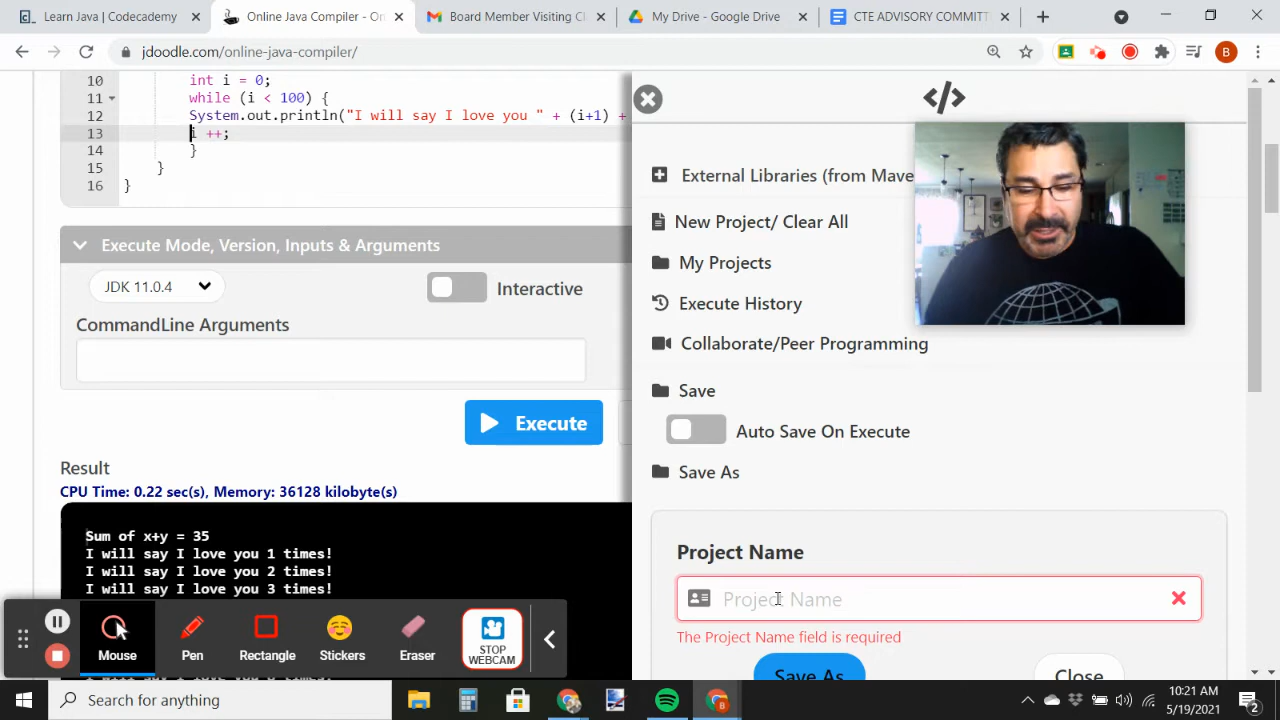 Learn Java | Codecademy
Online Java Compiler - On
Board Member Visiting Cl
My Drive - Google Drive
CTE ADVISORY COMMITT
jdoodle.com/online-java-compiler/
B
10 int i = 0;
11 while (i < 100) {
12 System.out.println("I will say I love you " + (i+1) +
13 i ++;
14 }
15 }
16 }
Execute Mode, Version, Inputs & Arguments
JDK 11.0.4
Interactive
CommandLine Arguments
Execute
Result
CPU Time: 0.22 sec(s), Memory: 36128 kilobyte(s)
Sum of x+y = 35
I will say I love you 1 times!
I will say I love you 2 times!
I will say I love you 3 times!
</>
External Libraries (from Mave
New Project/ Clear All
My Projects
Execute History
Collaborate/Peer Programming
Save
Auto Save On Execute
Save As
Project Name
Project Name
The Project Name field is required
Save As
Close
Mouse
Pen
Rectangle
Stickers
Eraser
STOP
WEBCAM
Search for anything
10:21 AM
5/19/2021
2